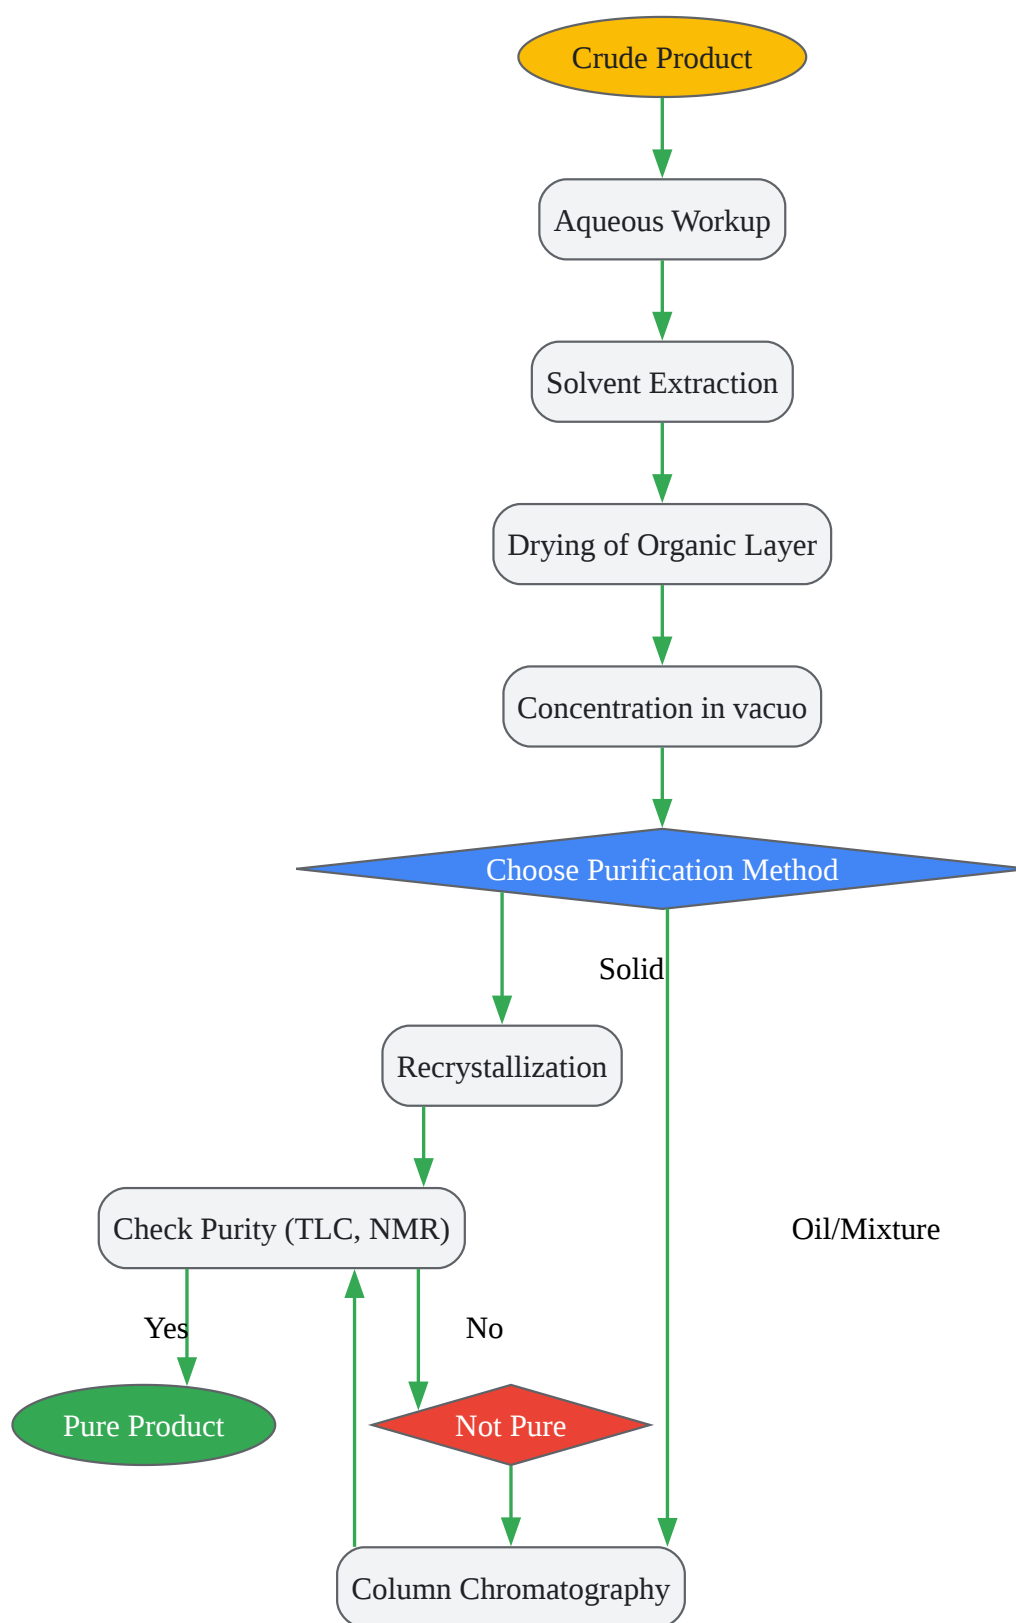 Crude Product
Aqueous Workup
Solvent Extraction
Drying of Organic Layer
Concentration in vacuo
Choose Purification Method
Solid
Recrystallization
Check Purity (TLC, NMR)
Oil/Mixture
Yes
No
Pure Product
Not Pure
Column Chromatography